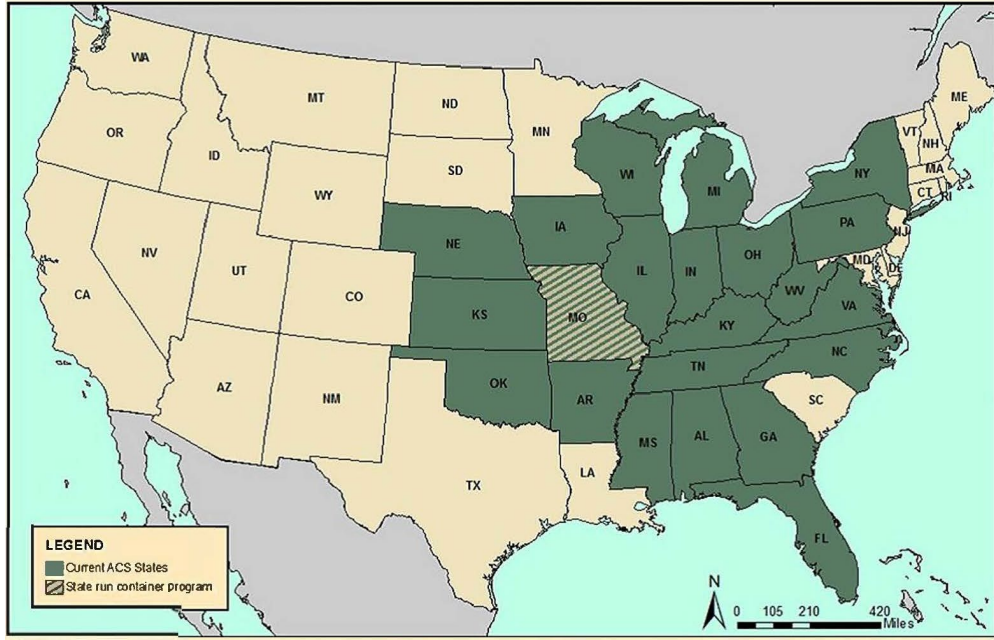 WA
MT
ND
MN
ME
OR
ID
SD
WY
WI
MI
NY
VT
NH
MA
CT
RI
NV
UT
CO
NE
IA
PA
NJ
CA
KS
MO
IL
IN
OH
MD
DE
WV
VA
KY
AZ
NM
OK
AR
TN
NC
SC
TX
LA
MS
AL
GA
FL
LEGEND
Current ACS States
State run container program
N
0 105 210 420
Miles